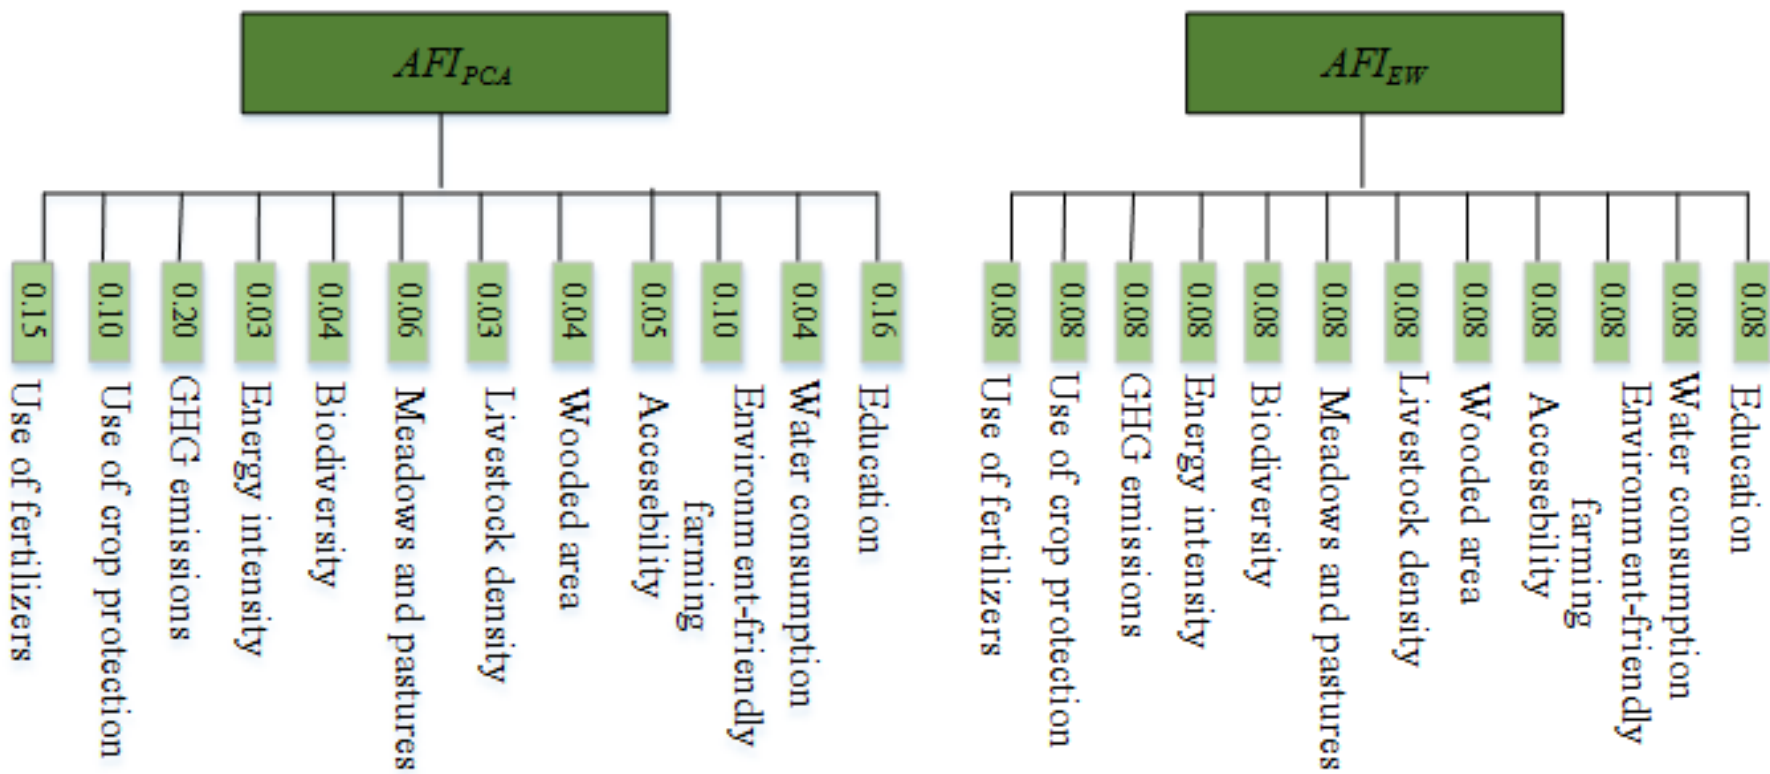 AFI_PCA
0.15
0.10
0.20
0.03
0.04
0.06
0.03
0.04
0.05
0.10
0.04
0.16
Use of fertilizers
Use of crop protection
GHG emissions
Energy intensity
Biodiversity
Meadows and pastures
Livestock density
Wooded area
Accesebility
Environment-friendly
farming
Water consumption
Education
AFI_EW
0.08
0.08
0.08
0.08
0.08
0.08
0.08
0.08
0.08
0.08
0.08
0.08
Use of fertilizers
Use of crop protection
GHG emissions
Energy intensity
Biodiversity
Meadows and pastures
Livestock density
Wooded area
Accesebility
Environment-friendly
farming
Water consumption
Education